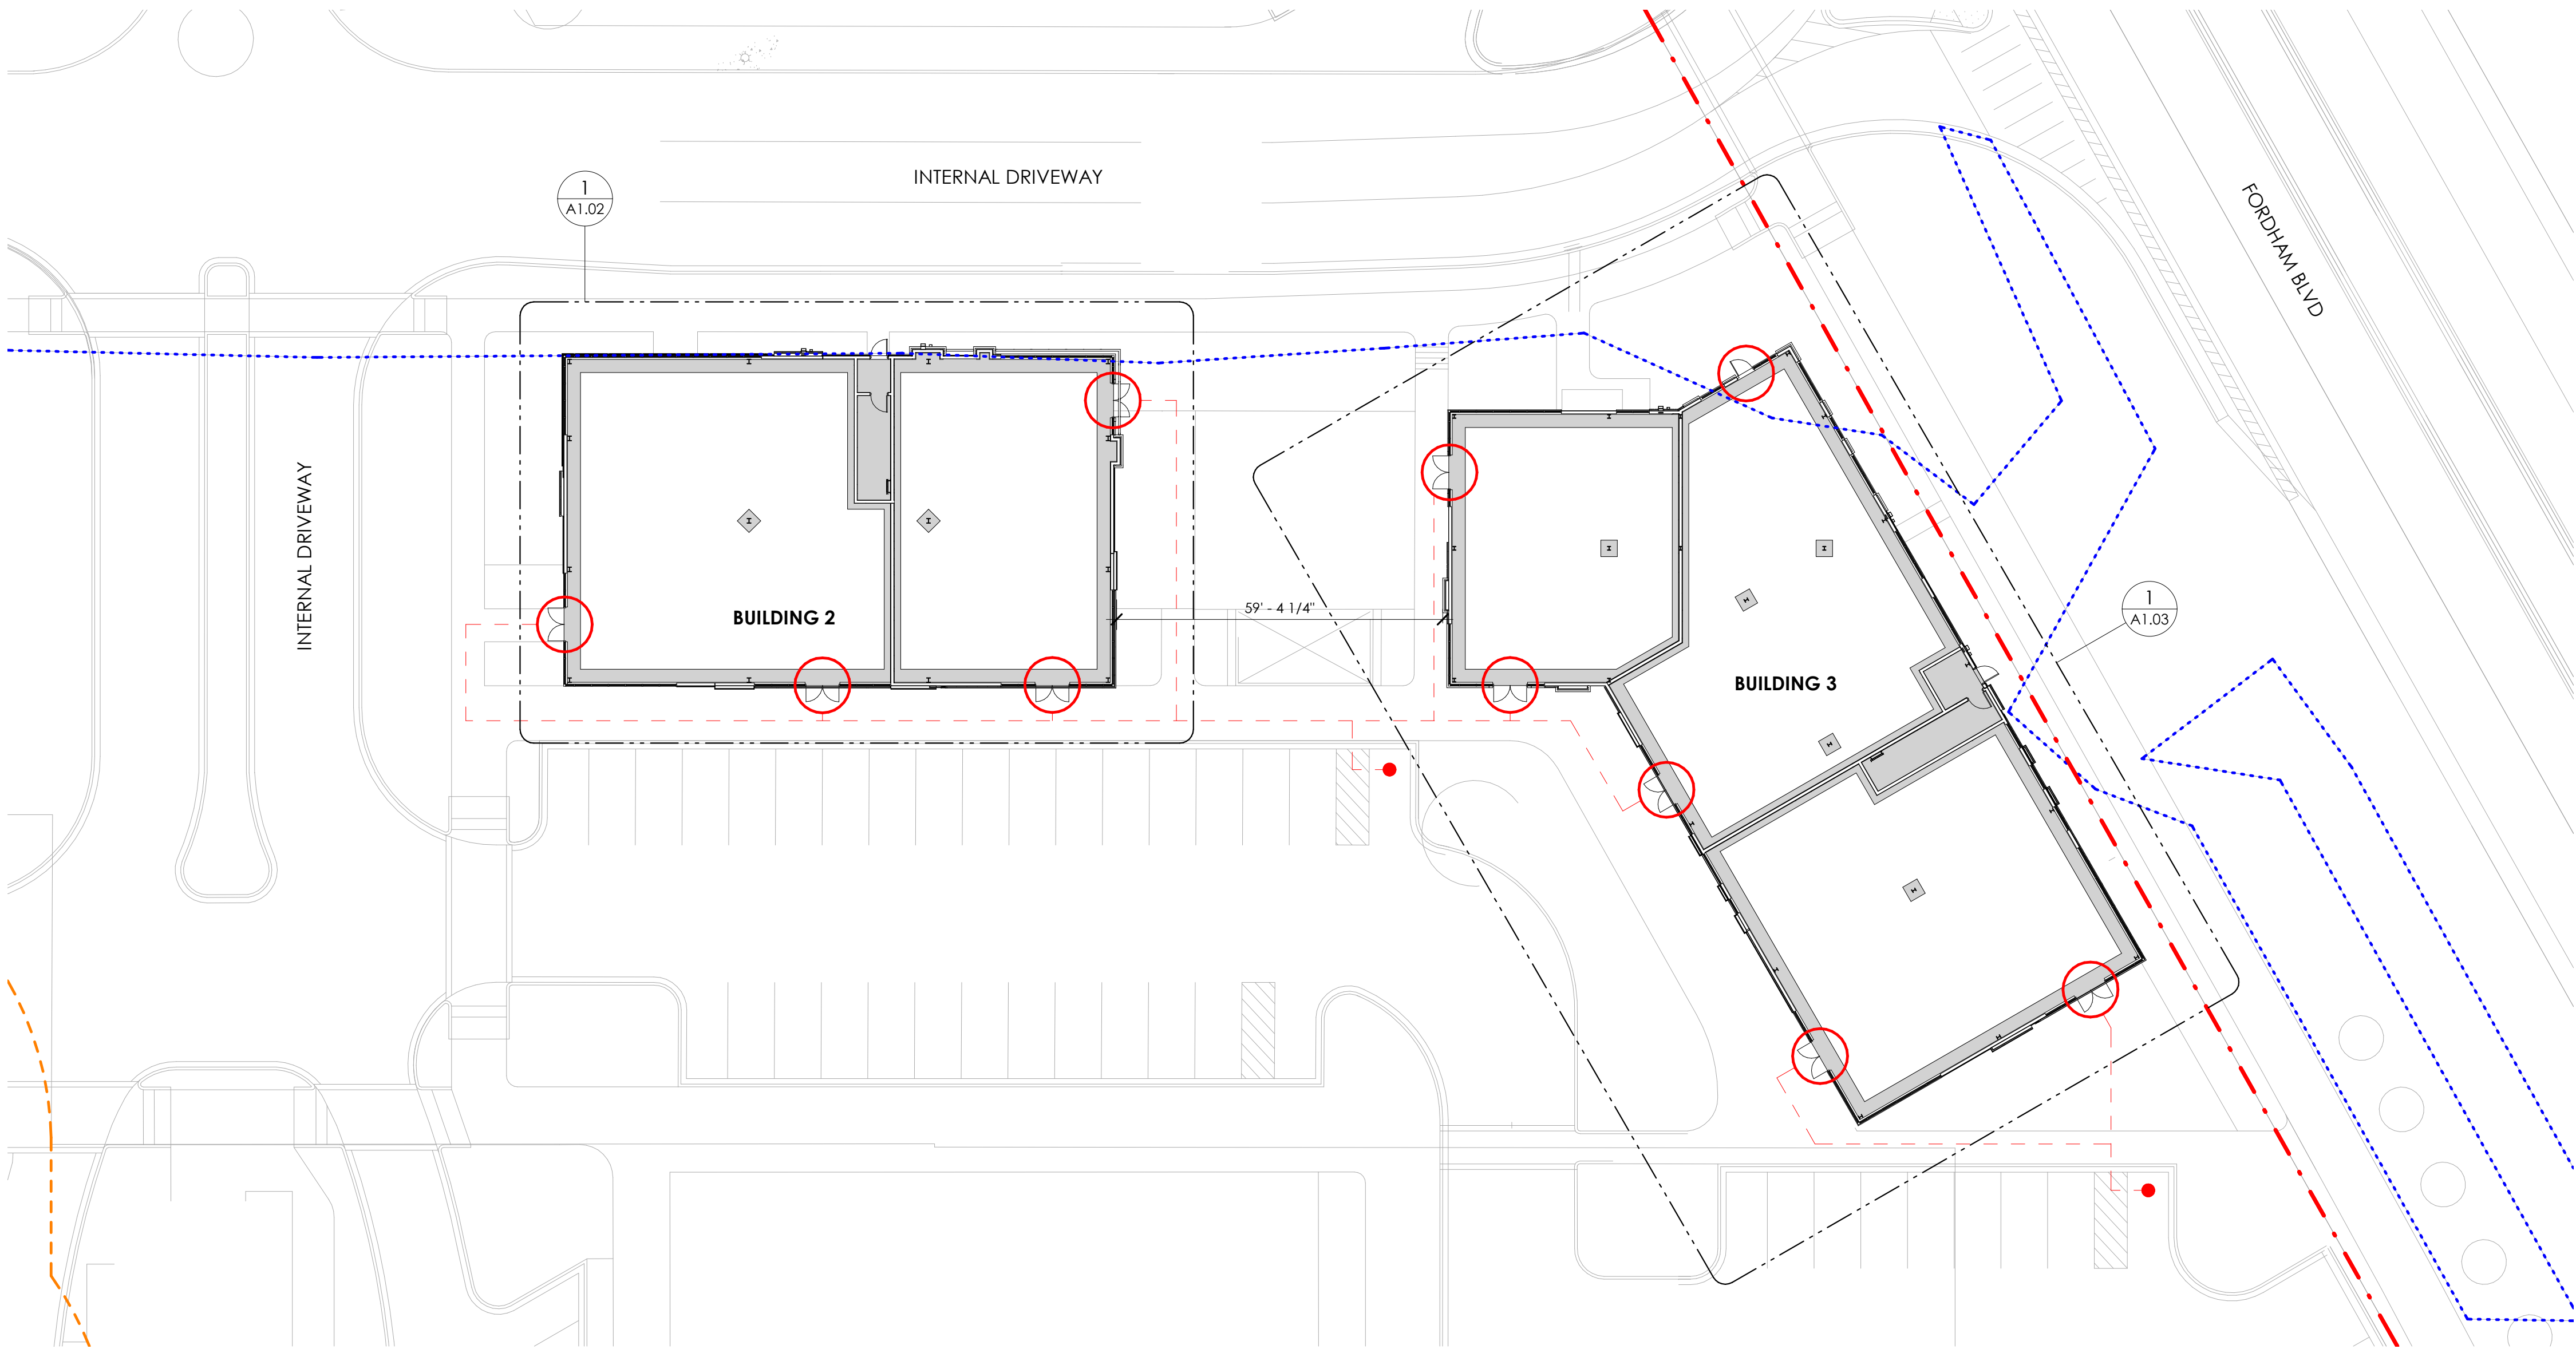 INTERNAL DRIVEWAY
1
A1.02
FORDHAM BLVD
INTERNAL DRIVEWAY
59' - 4 1/4"
BUILDING 2
1
A1.03
BUILDING 3